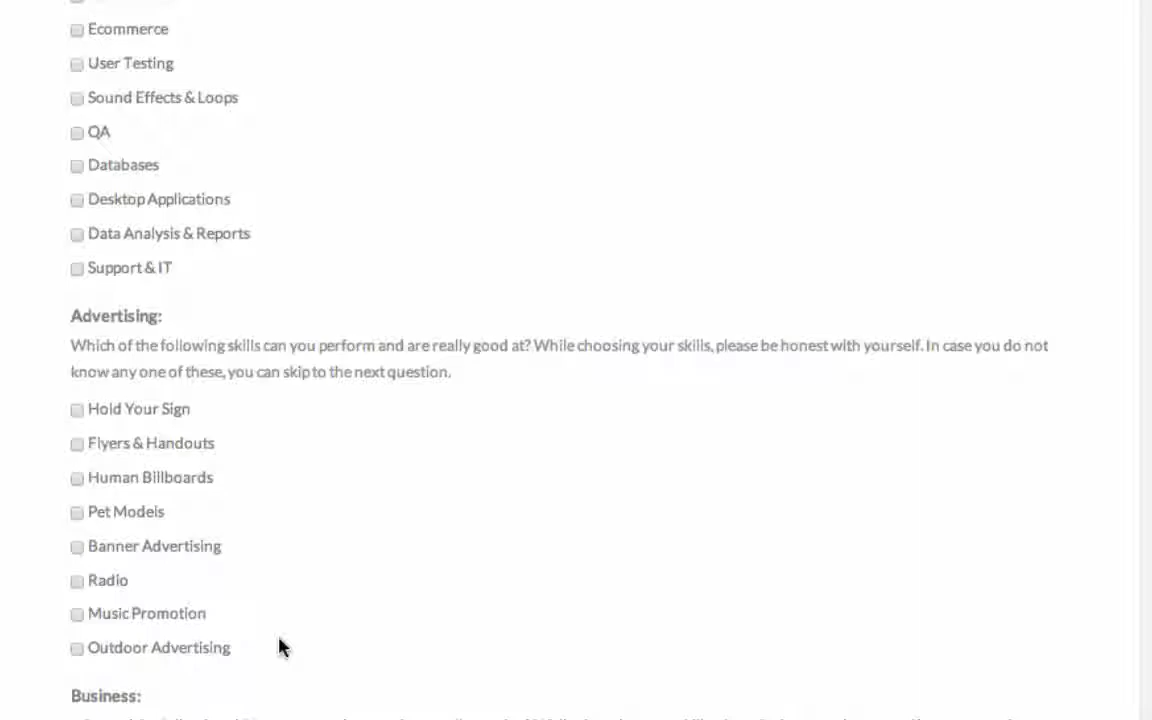 Ecommerce
User Testing
Sound Effects & Loops
QA
Databases
Desktop Applications
Data Analysis & Reports
Support & IT
Advertising:
Which of the following skills can you perform and are really good at? While choosing your skills, please be honest with yourself. In case you do not
know any one of these, you can skip to the next question.
Hold Your Sign
Flyers & Handouts
Human Billboards
Pet Models
Banner Advertising
Radio
Music Promotion
Outdoor Advertising
Business: